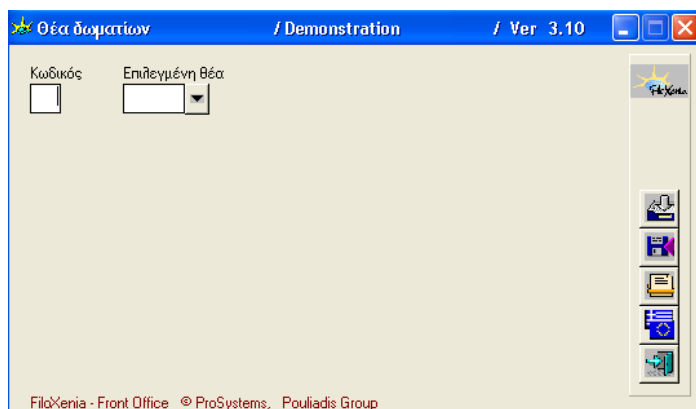 Θέα δωματίων / Demonstration / Ver 3.10
Κωδικός Επιλεγμένη θέα
FiloXenia
FiloXenia - Front Office © ProSystems, Pouliadis Group